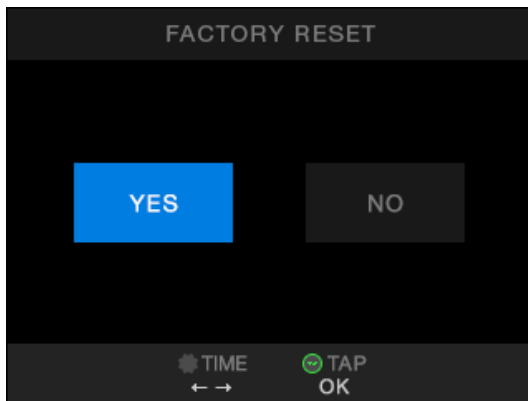 FACTORY RESET
YES NO
TIME TAP
← → OK